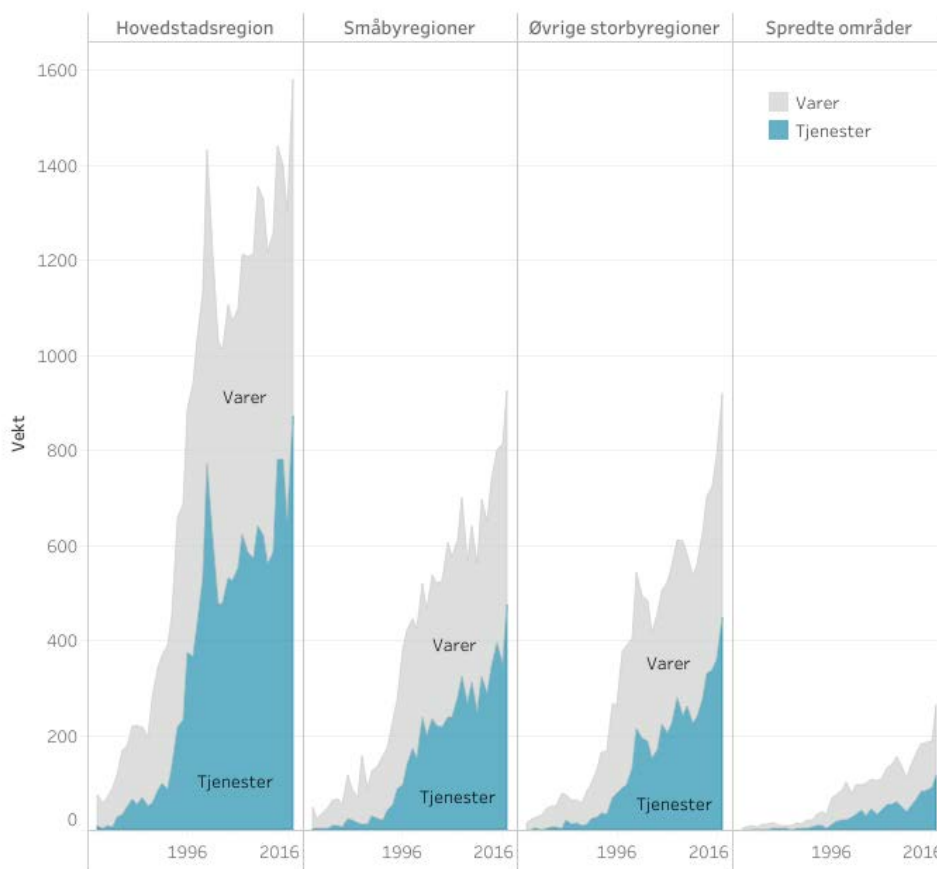 Hovedstadsregion Småbyregioner Øvrige storbyregioner Spredte områder
1600
Varer
Tjenester
1400
1200
1000
Varer
Vekt
800
600
400
Varer
Varer
200
Tjenester
Tjenester
Tjenester
0
1996 2016 1996 2016 1996 2016 1996 2016